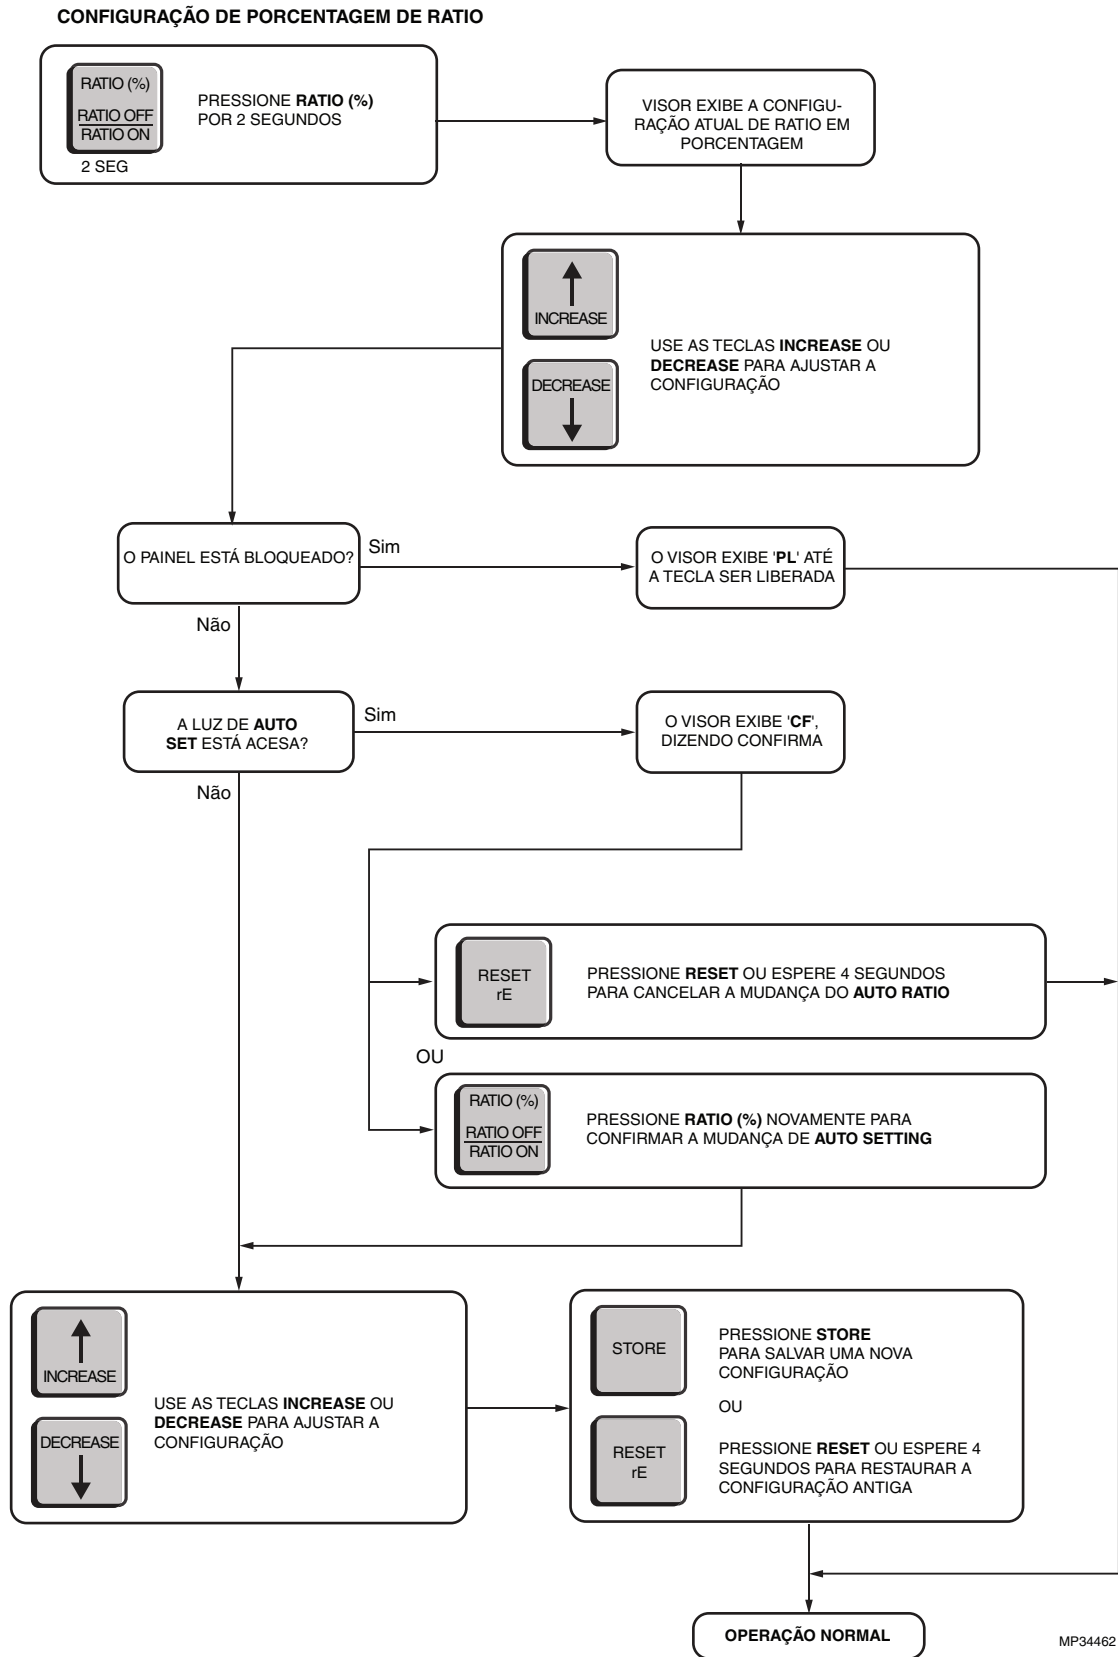 CONFIGURAÇÃO DE PORCENTAGEM DE RATIO
RATIO (%)
RATIO OFF
RATIO ON
2 SEG
PRESSIONE RATIO (%)
POR 2 SEGUNDOS
VISOR EXIBE A CONFIGU-
RAÇÃO ATUAL DE RATIO EM
PORCENTAGEM
INCREASE
DECREASE
USE AS TECLAS INCREASE OU
DECREASE PARA AJUSTAR A
CONFIGURAÇÃO
O PAINEL ESTÁ BLOQUEADO?
Sim
O VISOR EXIBE 'PL' ATÉ
A TECLA SER LIBERADA
Não
A LUZ DE AUTO
SET ESTÁ ACESA?
Sim
O VISOR EXIBE 'CF',
DIZENDO CONFIRMA
Não
RESET
rE
PRESSIONE RESET OU ESPERE 4 SEGUNDOS
PARA CANCELAR A MUDANÇA DO AUTO RATIO
OU
RATIO (%)
RATIO OFF
RATIO ON
PRESSIONE RATIO (%) NOVAMENTE PARA
CONFIRMAR A MUDANÇA DE AUTO SETTING
INCREASE
DECREASE
USE AS TECLAS INCREASE OU
DECREASE PARA AJUSTAR A
CONFIGURAÇÃO
STORE
PRESSIONE STORE
PARA SALVAR UMA NOVA
CONFIGURAÇÃO
OU
RESET
rE
PRESSIONE RESET OU ESPERE 4
SEGUNDOS PARA RESTAURAR A
CONFIGURAÇÃO ANTIGA
OPERAÇÃO NORMAL
MP34462